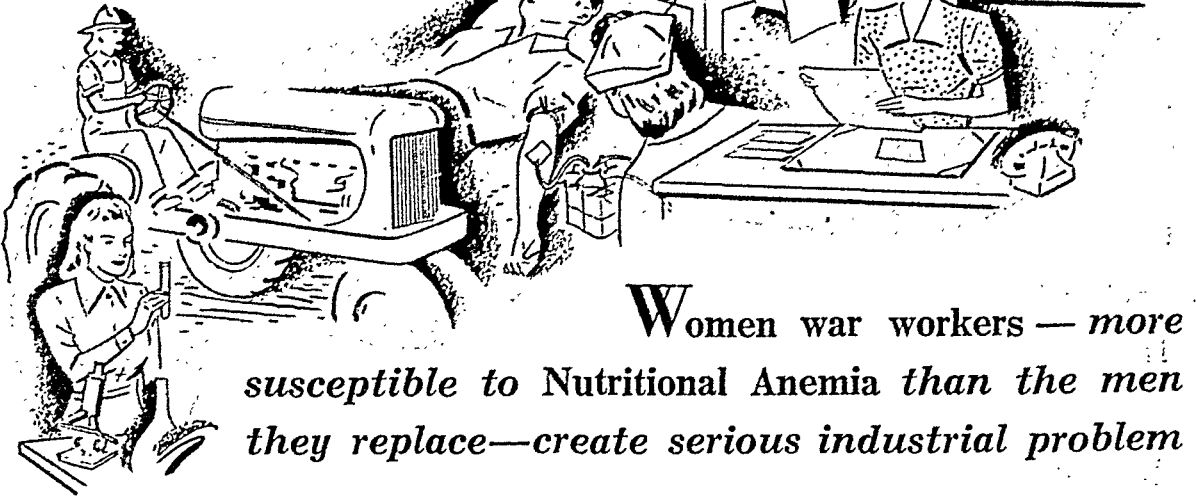 Women war workers — more
susceptible to Nutritional Anemia than the men
they replace—create serious industrial problem